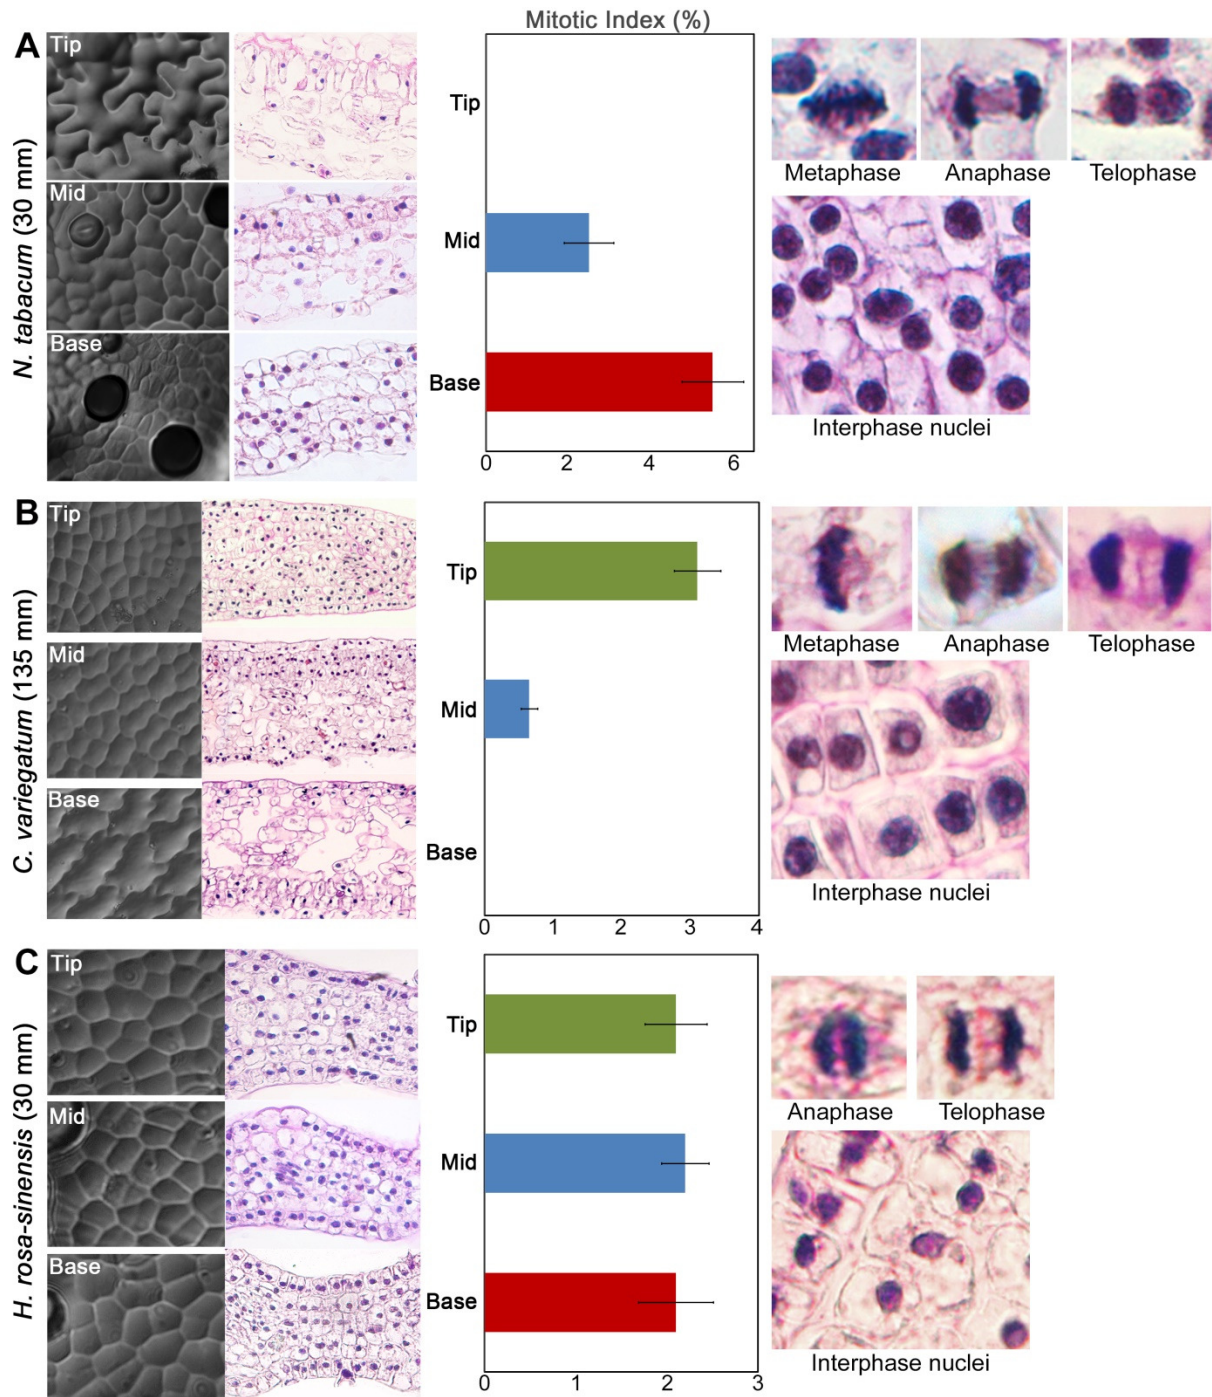 Mitotic Index (%)
A
N. tabacum (30 mm)
Tip
Mid
Base
Tip
Mid
Base
0 2 4 6
Metaphase Anaphase Telophase
Interphase nuclei
B
C. variegatum (135 mm)
Tip
Mid
Base
Tip
Mid
Base
0 1 2 3 4
Metaphase Anaphase Telophase
Interphase nuclei
C
H. rosa-sinensis (30 mm)
Tip
Mid
Base
Tip
Mid
Base
0 1 2 3
Anaphase Telophase
Interphase nuclei